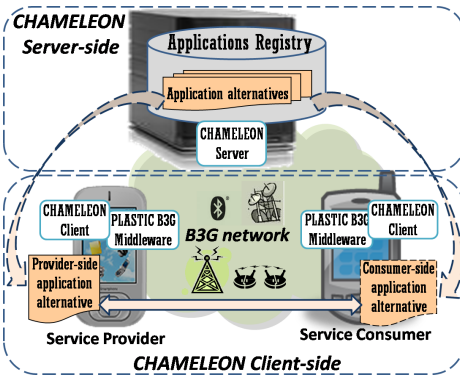 CHAMELEON
Server-side
Applications Registry
Application alternatives
CHAMELEON
Server
CHAMELEON
Client
PLASTIC B3G
Middleware
B3G network
PLASTIC B3G
Middleware
CHAMELEON
Client
Provider-side
application
alternative
Consumer-side
application
alternative
Service Provider
Service Consumer
CHAMELEON Client-side